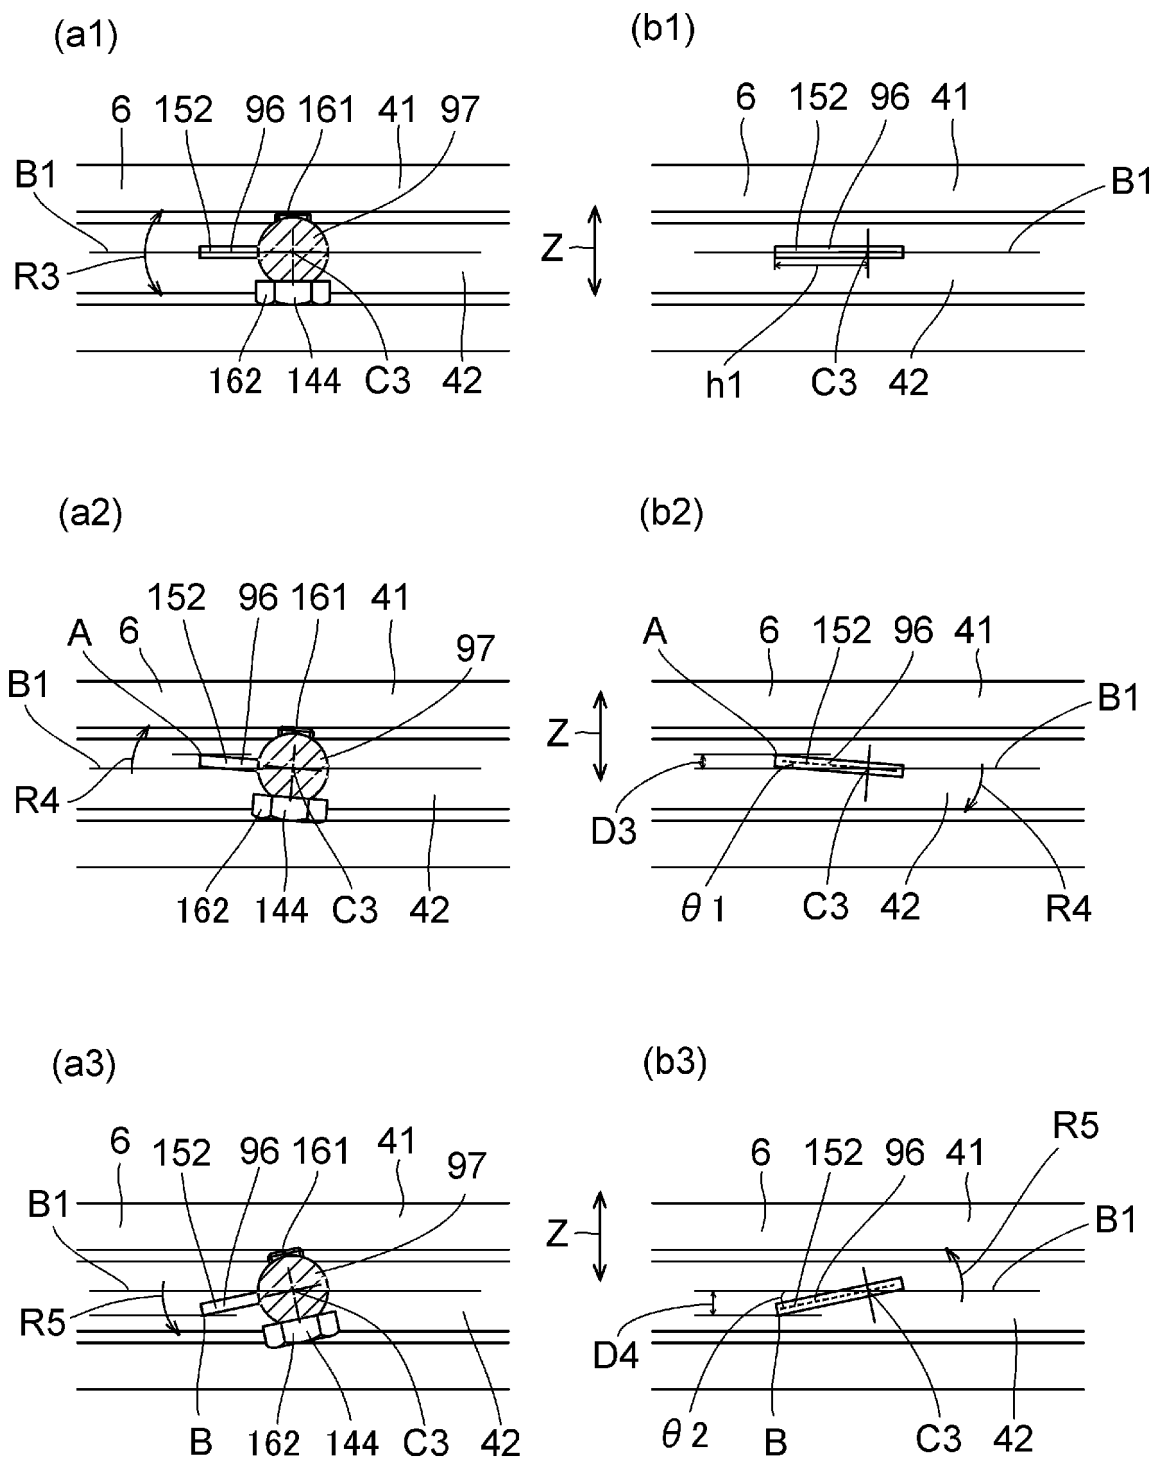 (a1)
(b1)
6 152 96 161 41 97
6 152 96 41
B1
B1
R3
Z
162 144 C3 42
h1 C3 42
(a2)
(b2)
152 96 161 41
A 6 97
A 6 152 96 41
B1
B1
Z
R4
D3
162 144 C3 42
θ1 C3 42 R4
(a3)
(b3)
R5
6 152 96 161 41 97
6 152 96 41
B1
B1
Z
R5
D4
B 162 144 C3 42
θ2 B C3 42